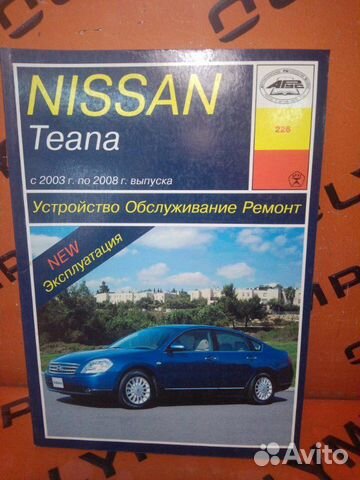 NISSAN
Teana
с 2003 г. по 2008 г. выпуска
226
Устройство Обслуживание Ремонт
NEW
Эксплуатация
Avito